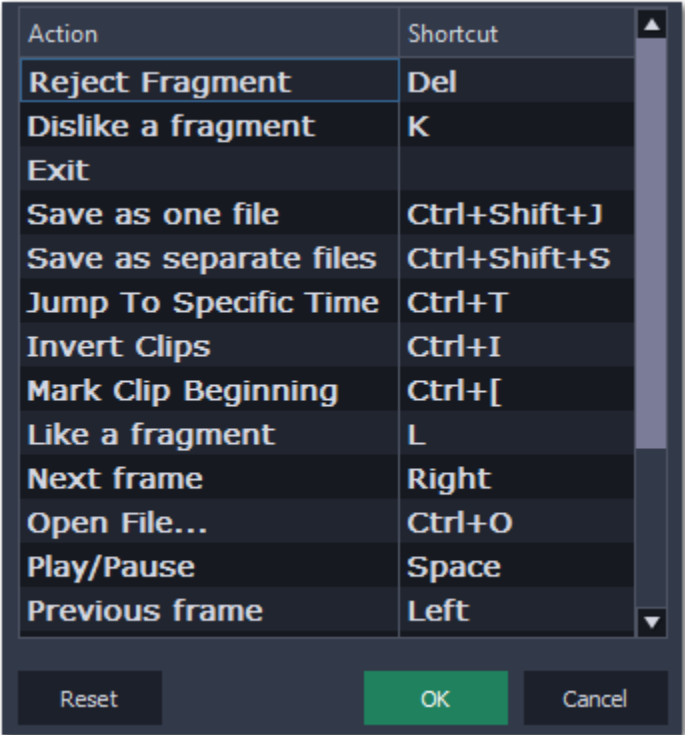 Action Shortcut
Reject Fragment Del
Dislike a fragment K
Exit
Save as one file Ctrl+Shift+J
Save as separate files Ctrl+Shift+S
Jump To Specific Time Ctrl+T
Invert Clips Ctrl+I
Mark Clip Beginning Ctrl+[
Like a fragment L
Next frame Right
Open File... Ctrl+O
Play/Pause Space
Previous frame Left
Reset OK Cancel